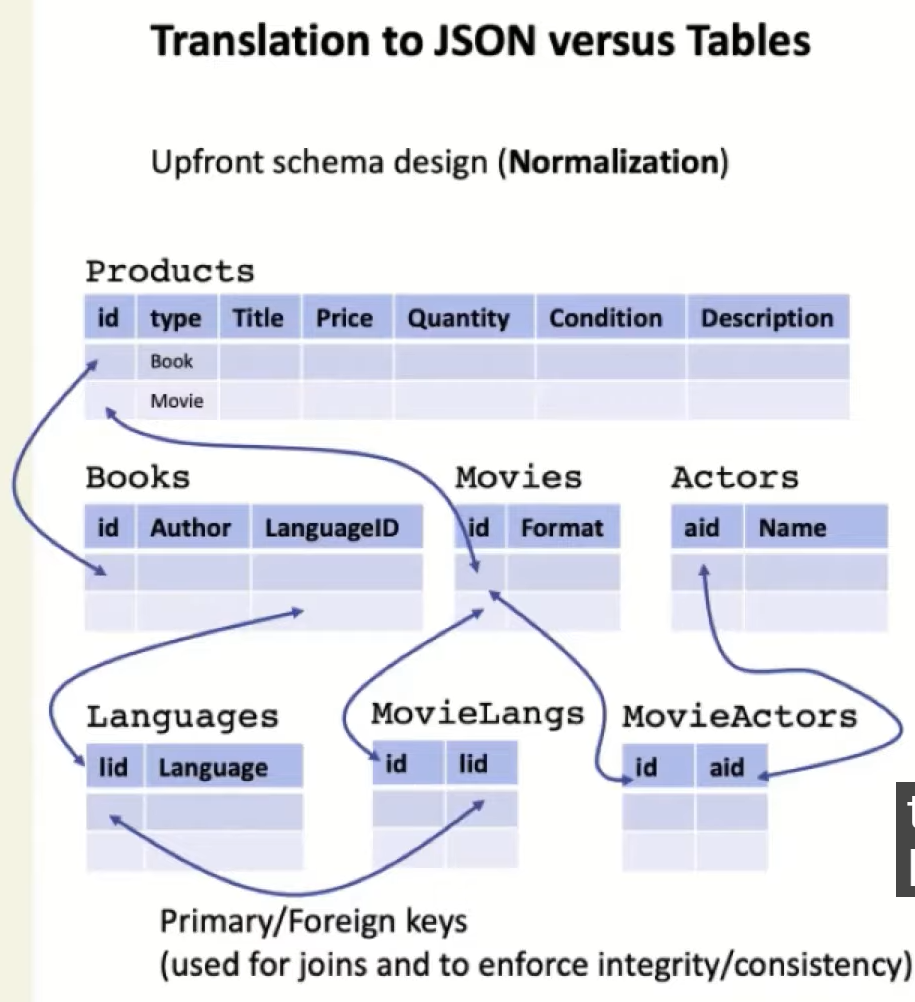 Translation to JSON versus Tables
Upfront schema design (Normalization)
Products
id type Title Price Quantity Condition Description
Book
Movie
Books Movies Actors
id Author LanguageID id Format aid Name
Languages MovieLangs MovieActors
lid Language id lid id aid
Primary/Foreign keys
(used for joins and to enforce integrity/consistency)